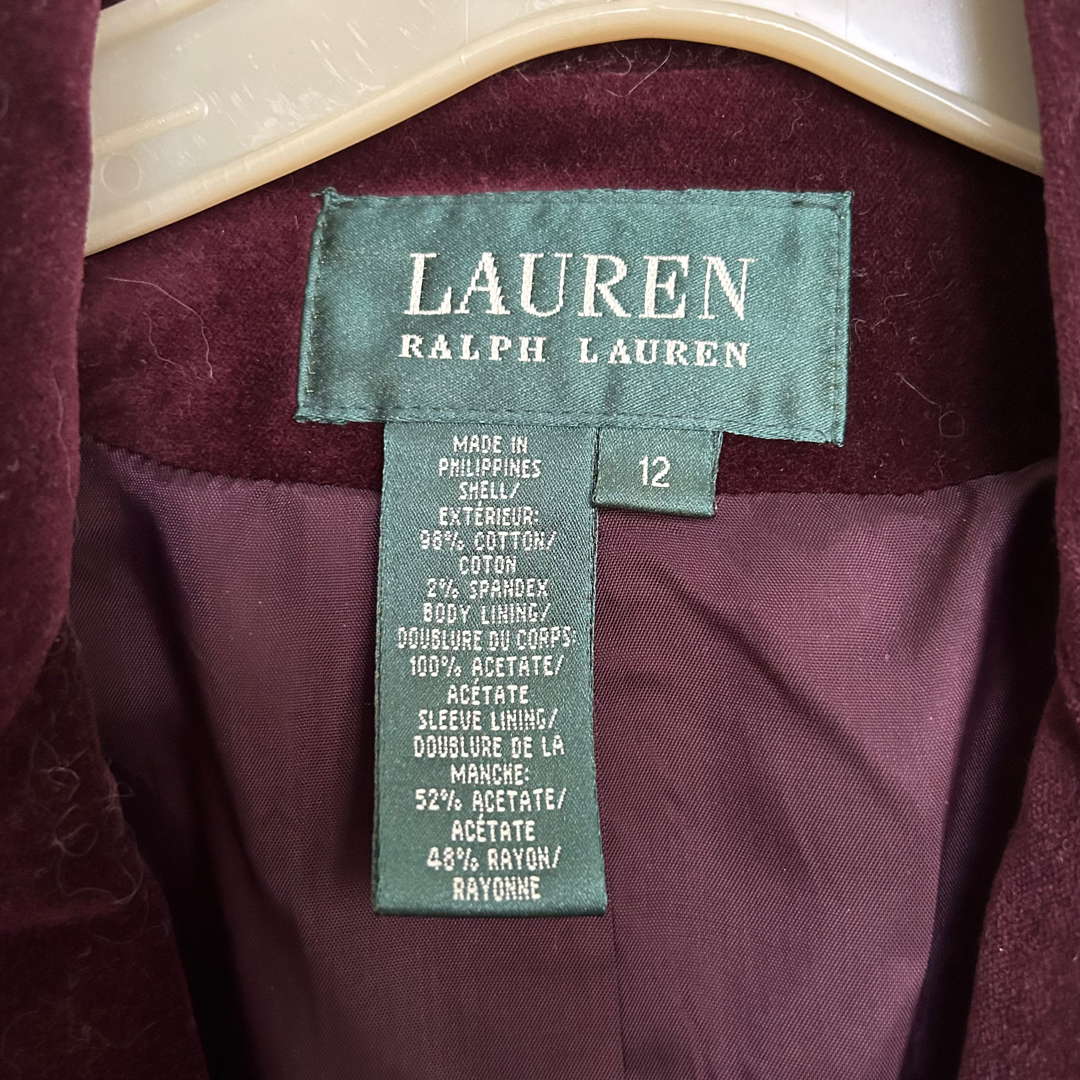 LAUREN
RALPH LAUREN
12
MADE IN
PHILIPPINES
SHELL/
EXTÉRIEUR:
98% COTTON/
COTON
2% SPANDEX
BODY LINING/
DOUBLURE DU CORPS:
100% ACETATE/
ACÉTATE
SLEEVE LINING/
DOUBLURE DE LA
MANCHE:
52% ACETATE/
ACÉTATE
48% RAYON/
RAYONNE